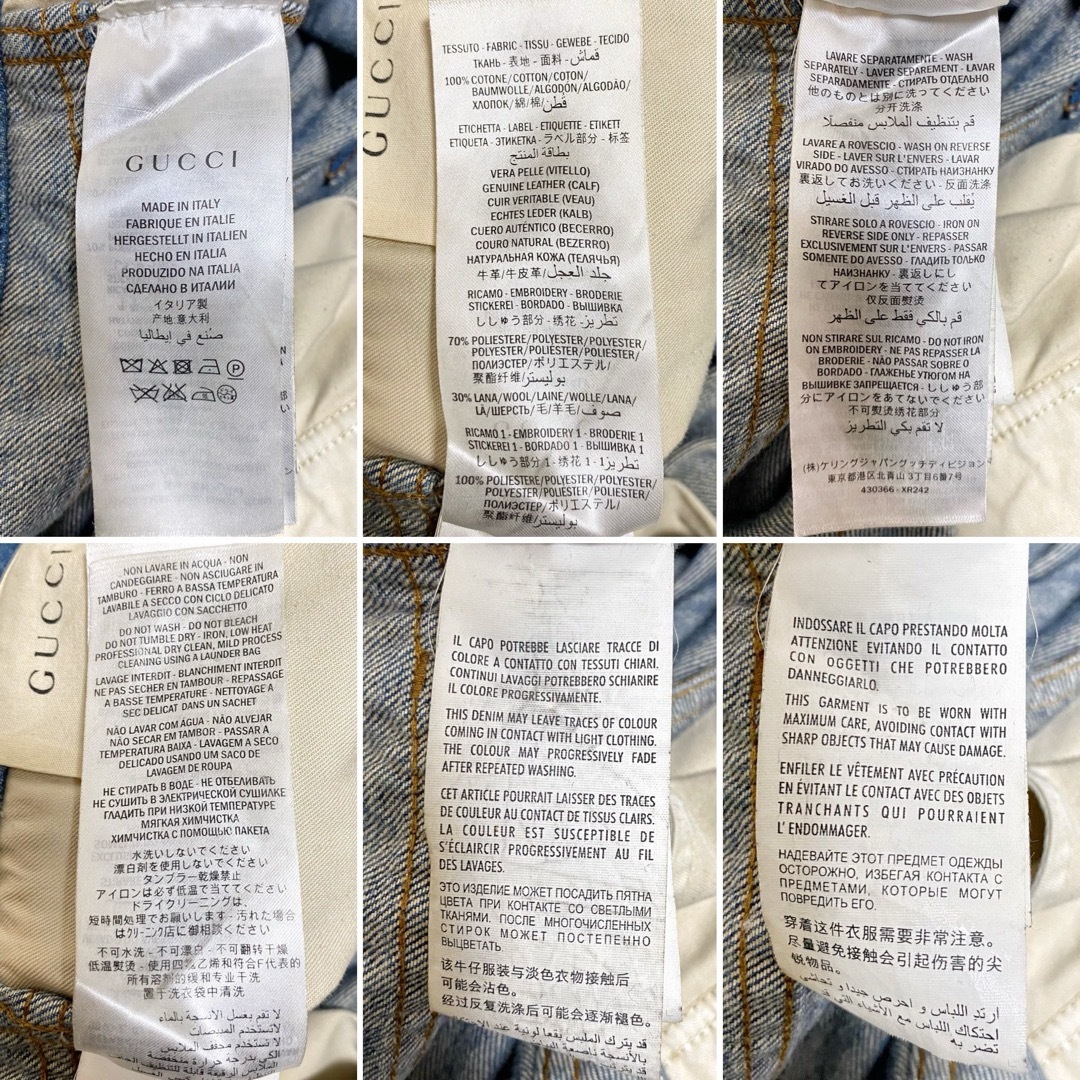 GUCCI
MADE IN ITALY
FABRIQUE EN ITALIE
HERGESTELLT IN ITALIEN
HECHO EN ITALIA
PRODUZIDO NA ITALIA
СДЕЛАНО В ИТАЛИИ
イタリア製
产地:意大利
صنع في ايطاليا
GUCCI
TESSUTO - FABRIC - TISSU - GEWEBE - TECIDO
ТКАНЬ - 表地 - 面料 - قماش
100% COTONE/COTTON/COTON/
BAUMWOLLE/ALGODON/ALGODÃO/
ХЛОПОК/綿/棉/قطن
ETICHETTA - LABEL - ETIQUETTE - ETIKETT
ETIQUETA - ЭТИКЕТКА - ラベル部分 - 标签
بطاقة المنتج
VERA PELLE (VITELLO)
GENUINE LEATHER (CALF)
CUIR VERITABLE (VEAU)
ECHTES LEDER (KALB)
CUERO AUTÉNTICO (BECERRO)
COURO NATURAL (BEZERRO)
НАТУРАЛЬНАЯ КОЖА (ТЕЛЯЧЬЯ)
牛革/牛皮革/جلد العجل
RICAMO - EMBROIDERY - BRODERIE
STICKEREI - BORDADO - ВЫШИВКА
ししゅう部分 - 绣花 - تطريز
70% POLIESTERE/POLYESTER/POLYESTER/
POLYESTER/POLIÉSTER/POLIESTER/
ПОЛИЭСТЕР/ポリエステル/
聚酯纤维/بوليستر
30% LANA/WOOL/LAINE/WOLLE/LANA/
LÃ/ШЕРСТЬ/毛/羊毛/صوف
RICAMO 1 - EMBROIDERY 1 - BRODERIE 1
STICKEREI 1 - BORDADO 1 - ВЫШИВКА 1
ししゅう部分 1 - 绣花 1 - تطريز 1
100% POLIESTERE/POLYESTER/
POLYESTER/POLYESTER/POLIESTER/
ПОЛИЭСТЕР/ポリエステル/
聚酯纤维/بوليستر
LAVARE SEPARATAMENTE - WASH
SEPARATELY - LAVER SEPAREMENT - LAVAR
SEPARADAMENTE - СТИРАТЬ ОТДЕЛЬНО
他のものとは別に洗ってください
分开洗涤
قم بتنظيف الملابس منفصلا
LAVARE A ROVESCIO - WASH ON REVERSE
SIDE - LAVER SUR L'ENVERS - LAVAR
VIRADO DO AVESSO - СТИРАТЬ НАИЗНАНКУ
裏返してお洗いください - 反面洗涤
يُقلب على الظهر قبل الغسيل
STIRARE SOLO A ROVESCIO - IRON ON
REVERSE SIDE ONLY - REPASSER
EXCLUSIVEMENT SUR L'ENVERS - PASSAR
SOMENTE DO AVESSO - ГЛАДИТЬ ТОЛЬКО
НАИЗНАНКУ - 裏返しにし
てアイロンを当ててください
仅反面熨烫
قم بالكي فقط على الظهر
NON STIRARE SUL RICAMO - DO NOT IRON
ON EMBROIDERY - NE PAS REPASSER LA
BRODERIE - NÃO PASSAR SOBRE O
BORDADO - ГЛАЖЕНЬЕ УТЮГОМ НА
ВЫШИВКЕ ЗАПРЕЩАЕТСЯ - ししゅう部
分にアイロンをあてないでください
不可熨烫绣花部分
لا تقم بكي التطريز
(株)ケリングジャパングッチディビジョン
東京都港区北青山3丁目6番7号
430366 - XR242
GUCCI
NON LAVARE IN ACQUA - NON
CANDEGGIARE - NON ASCIUGARE IN
TAMBURO - FERRO A BASSA TEMPERATURA
LAVABILE A SECCO CON CICLO DELICATO
LAVAGGIO CON SACCHETTO
DO NOT WASH - DO NOT BLEACH
DO NOT TUMBLE DRY - IRON, LOW HEAT
PROFESSIONAL DRY CLEAN, MILD PROCESS
CLEANING USING A LAUNDER BAG
LAVAGE INTERDIT - BLANCHIMENT INTERDIT
NE PAS SECHER EN TAMBOUR - REPASSAGE
A BASSE TEMPERATURE - NETTOYAGE A
SEC DELICAT DANS UN SACHET
NÃO LAVAR COM ÁGUA - NÃO ALVEJAR
NÃO SECAR EM TAMBOR - PASSAR A
TEMPERATURA BAIXA - LAVAGEM A SECO
DELICADO USANDO UM SACO DE
LAVAGEM DE ROUPA
НЕ СТИРАТЬ В ВОДЕ - НЕ ОТБЕЛИВАТЬ
НЕ СУШИТЬ В ЭЛЕКТРИЧЕСКОЙ СУШИЛКЕ
ГЛАДИТЬ ПРИ НИЗКОЙ ТЕМПЕРАТУРЕ
МЯГКАЯ ХИМЧИСТКА
ХИМЧИСТКА С ПОМОЩЬЮ ПАКЕТА
水洗いしないでください
漂白剤を使用しないでください
タンブラー乾燥禁止
アイロンは必ず低温で当ててください
ドライクリーニングは、
短時間処理でお願いします - 汚れた場合
はクリーニング店に御相談ください
不可水洗 - 不可漂白 - 不可翻转干燥
低温熨烫 - 使用四氯乙烯和符合F代表的
所有溶剂的缓和专业干洗
置于洗衣袋中清洗
لا تقم بغسل الانسجة بالماء
لاتستخدم المبيضات
لاتستخدم مجفف الملابس
IL CAPO POTREBBE LASCIARE TRACCE DI
COLORE A CONTATTO CON TESSUTI CHIARI.
CONTINUI LAVAGGI POTREBBERO SCHIARIRE
IL COLORE PROGRESSIVAMENTE.
THIS DENIM MAY LEAVE TRACES OF COLOUR
COMING IN CONTACT WITH LIGHT CLOTHING.
THE COLOUR MAY PROGRESSIVELY FADE
AFTER REPEATED WASHING.
CET ARTICLE POURRAIT LAISSER DES TRACES
DE COULEUR AU CONTACT DE TISSUS CLAIRS.
LA COULEUR EST SUSCEPTIBLE DE
S'ÉCLAIRCIR PROGRESSIVEMENT AU FIL
DES LAVAGES.
ЭТО ИЗДЕЛИЕ МОЖЕТ ПОСАДИТЬ ПЯТНА
ЦВЕТА ПРИ КОНТАКТЕ СО СВЕТЛЫМИ
ТКАНЯМИ. ПОСЛЕ МНОГОЧИСЛЕННЫХ
СТИРОК МОЖЕТ ПОСТЕПЕННО
ВЫЦВЕТАТЬ.
该牛仔服装与淡色衣物接触后
可能会沾色。
经过反复洗涤后可能会逐渐褪色。
INDOSSARE IL CAPO PRESTANDO MOLTA
ATTENZIONE EVITANDO IL CONTATTO
CON OGGETTI CHE POTREBBERO
DANNEGGIARLO.
THIS GARMENT IS TO BE WORN WITH
MAXIMUM CARE, AVOIDING CONTACT WITH
SHARP OBJECTS THAT MAY CAUSE DAMAGE.
ENFILER LE VÊTEMENT AVEC PRÉCAUTION
EN ÉVITANT LE CONTACT AVEC DES OBJETS
TRANCHANTS QUI POURRAIENT
L'ENDOMMAGER.
НАДЕВАЙТЕ ЭТОТ ПРЕДМЕТ ОДЕЖДЫ
ОСТОРОЖНО, ИЗБЕГАЯ КОНТАКТА С
ПРЕДМЕТАМИ, КОТОРЫЕ МОГУТ
ПОВРЕДИТЬ ЕГО.
穿着这件衣服需要非常注意。
尽量避免接触会引起伤害的尖
锐物品。